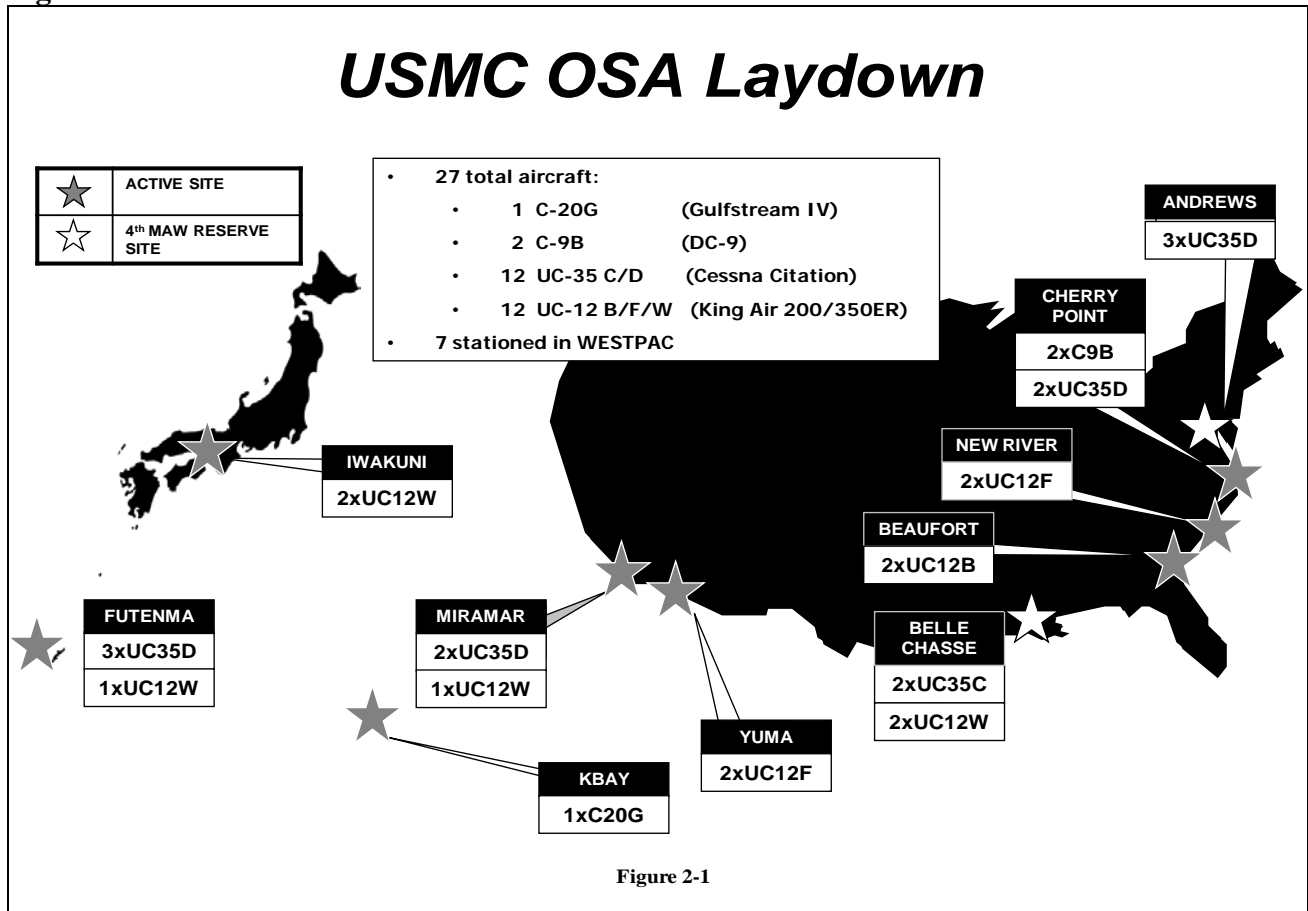 USMC OSA Laydown
ACTIVE SITE
4th MAW RESERVE
SITE
• 27 total aircraft:
• 1 C-20G (Gulfstream IV)
• 2 C-9B (DC-9)
• 12 UC-35 C/D (Cessna Citation)
• 12 UC-12 B/F/W (King Air 200/350ER)
• 7 stationed in WESTPAC
ANDREWS
3xUC35D
CHERRY
POINT
2xC9B
2xUC35D
NEW RIVER
2xUC12F
BEAUFORT
2xUC12B
BELLE
CHASSE
2xUC35C
2xUC12W
IWAKUNI
2xUC12W
FUTENMA
3xUC35D
1xUC12W
MIRAMAR
2xUC35D
1xUC12W
YUMA
2xUC12F
KBAY
1xC20G
Figure 2-1